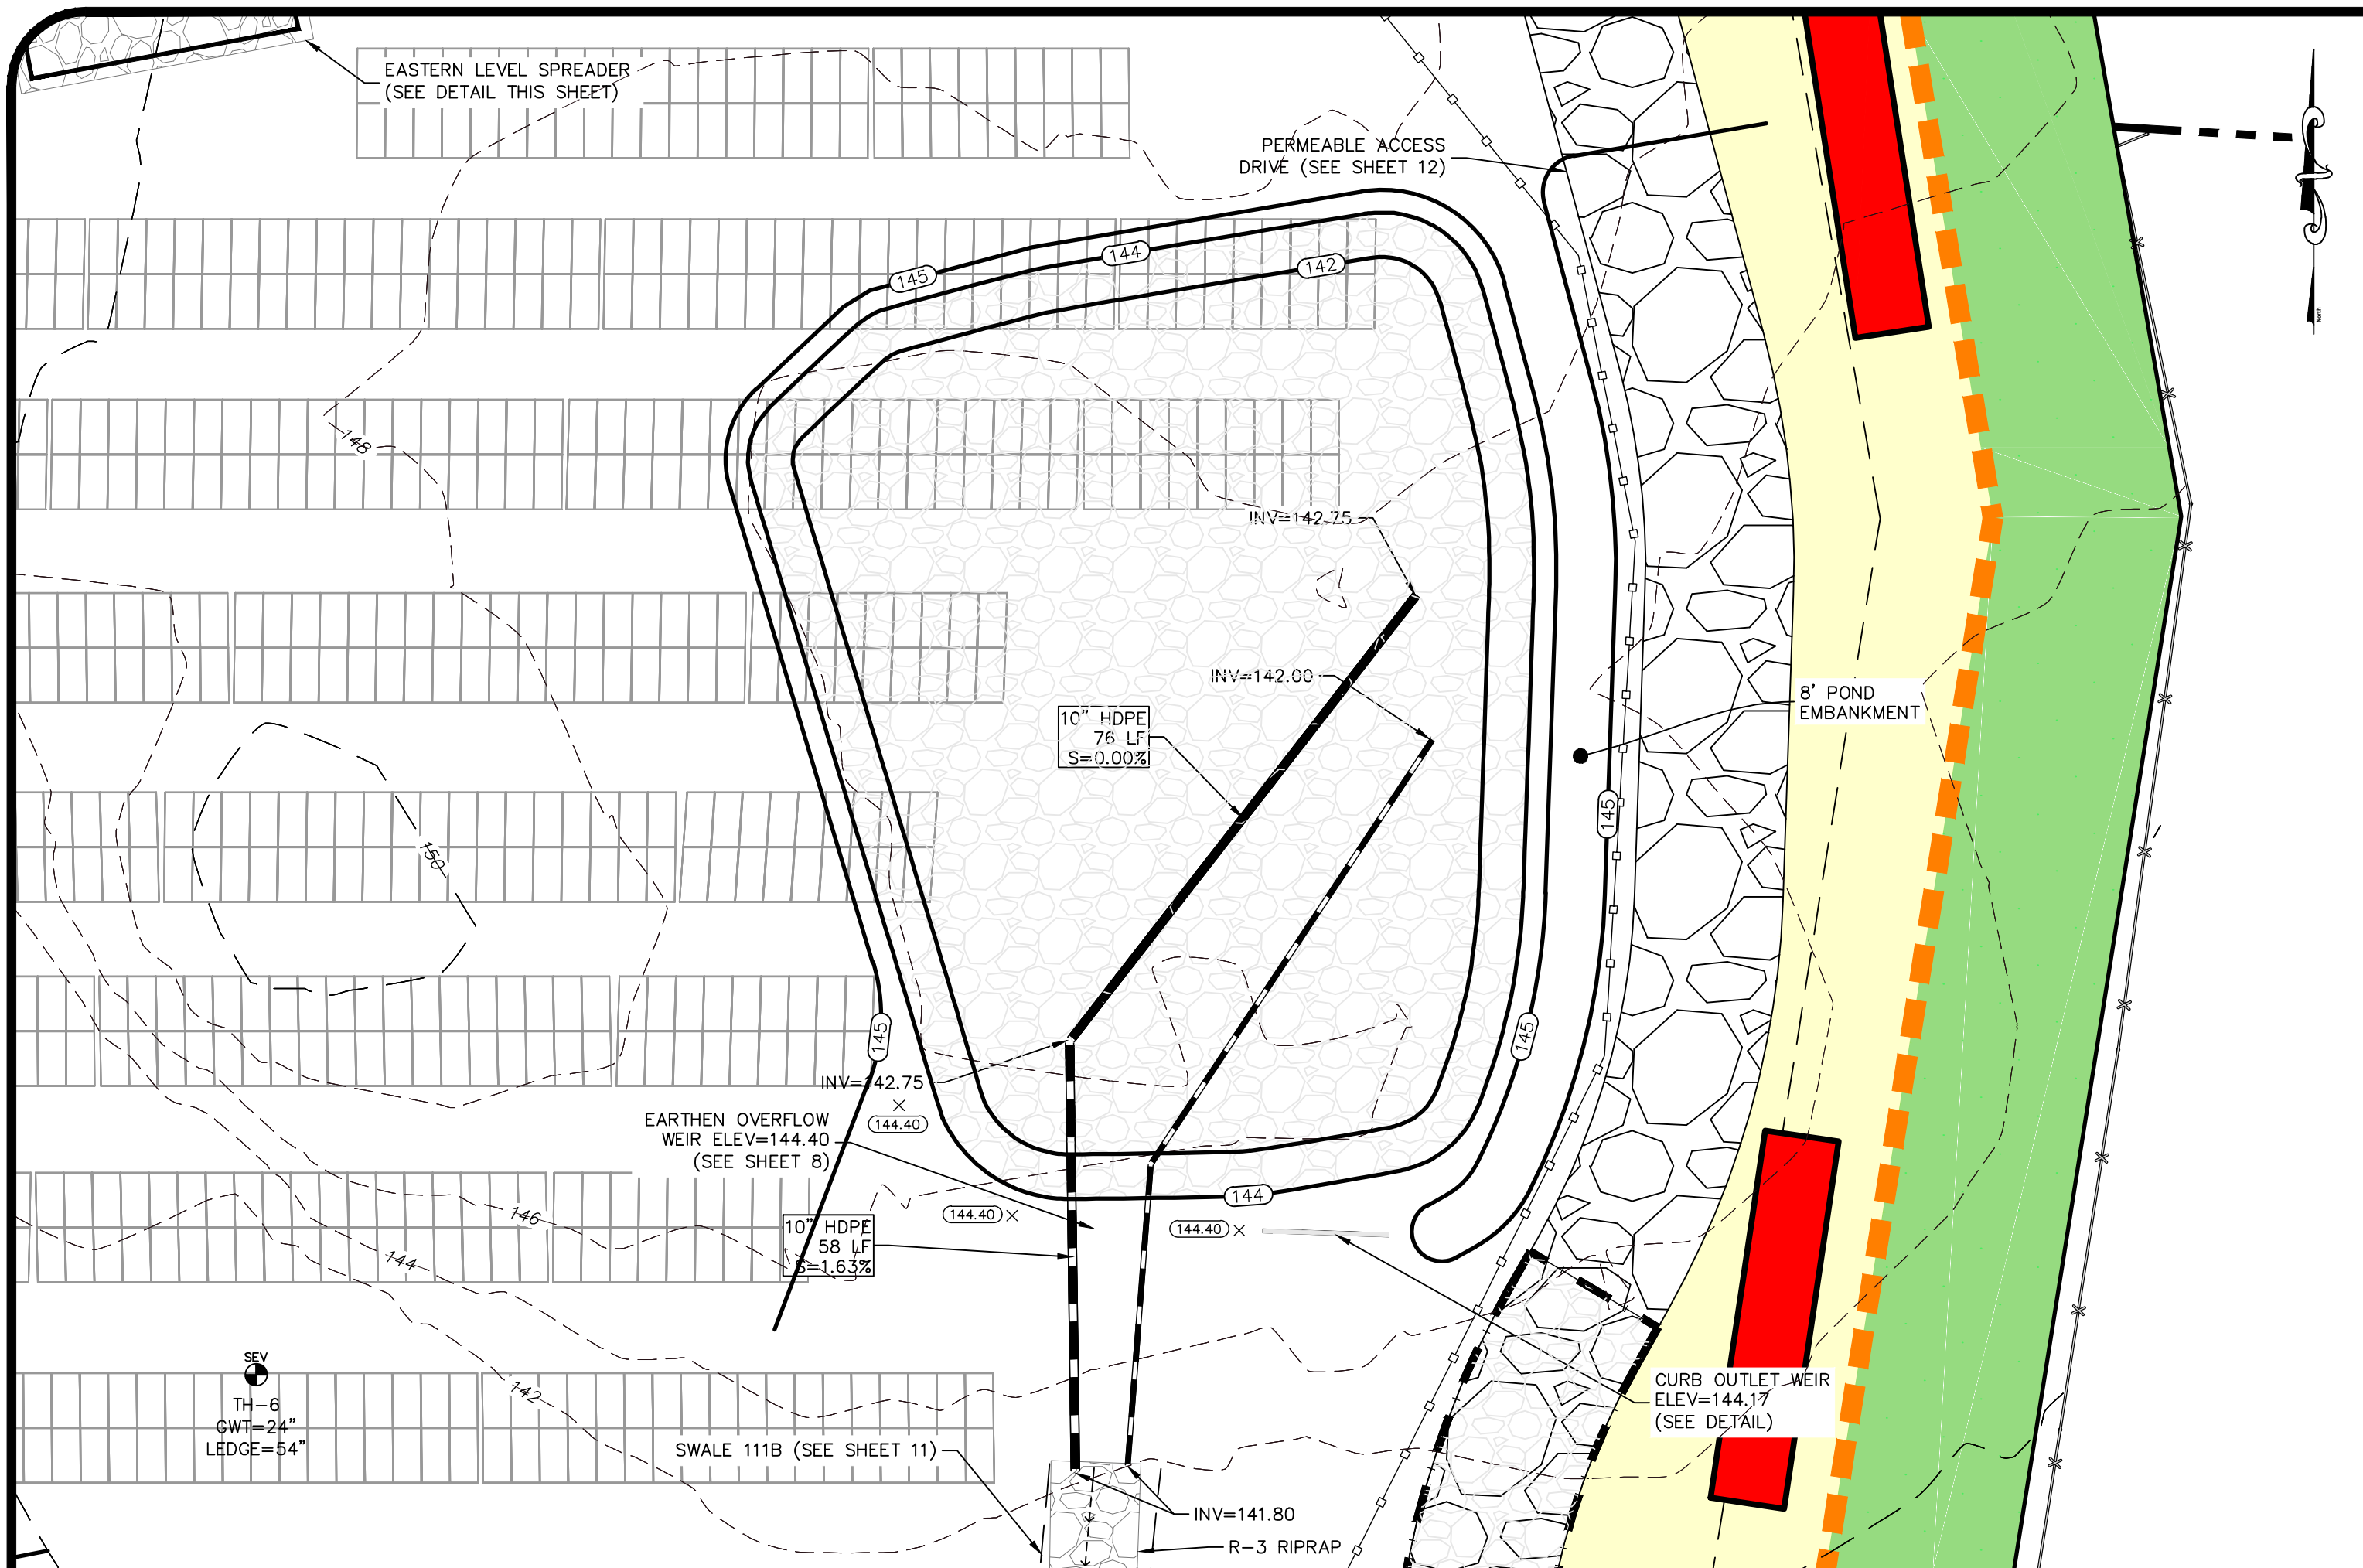 EASTERN LEVEL SPREADER
(SEE DETAIL THIS SHEET)
PERMEABLE ACCESS
DRIVE (SEE SHEET 12)
North
145
144
142
148
INV=142.75
INV=142.00
10" HDPE
76 LF
S=0.00%
8' POND
EMBANKMENT
145
150
145
145
INV=142.75
144.40
EARTHEN OVERFLOW
WEIR ELEV=144.40
(SEE SHEET 8)
144
144.40
144.40
146
144
10" HDPE
58 LF
S=1.63%
SEV
TH-6
GWT=24"
LEDGE=54"
142
CURB OUTLET WEIR
ELEV=144.17
(SEE DETAIL)
SWALE 111B (SEE SHEET 11)
INV=141.80
R-3 RIPRAP